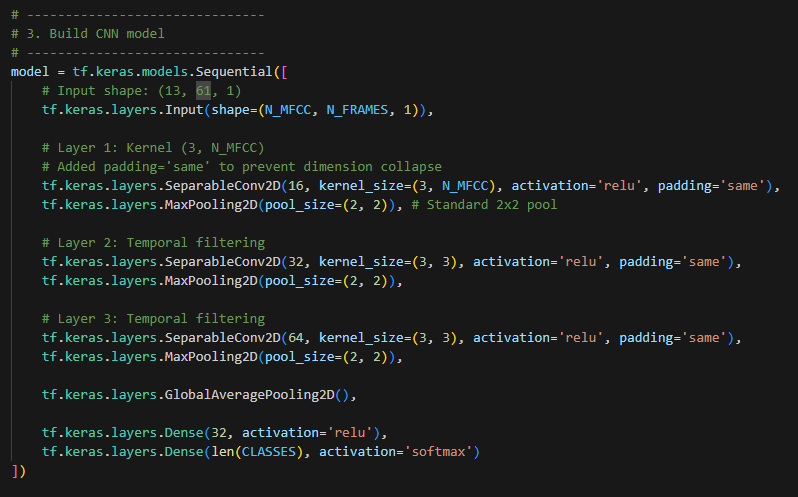 # -------------------------------
# 3. Build CNN model
# -------------------------------
model = tf.keras.models.Sequential([
    # Input shape: (13, 61, 1)
    tf.keras.layers.Input(shape=(N_MFCC, N_FRAMES, 1)),

    # Layer 1: Kernel (3, N_MFCC)
    # Added padding='same' to prevent dimension collapse
    tf.keras.layers.SeparableConv2D(16, kernel_size=(3, N_MFCC), activation='relu', padding='same'),
    tf.keras.layers.MaxPooling2D(pool_size=(2, 2)), # Standard 2x2 pool

    # Layer 2: Temporal filtering
    tf.keras.layers.SeparableConv2D(32, kernel_size=(3, 3), activation='relu', padding='same'),
    tf.keras.layers.MaxPooling2D(pool_size=(2, 2)),

    # Layer 3: Temporal filtering
    tf.keras.layers.SeparableConv2D(64, kernel_size=(3, 3), activation='relu', padding='same'),
    tf.keras.layers.MaxPooling2D(pool_size=(2, 2)),

    tf.keras.layers.GlobalAveragePooling2D(),

    tf.keras.layers.Dense(32, activation='relu'),
    tf.keras.layers.Dense(len(CLASSES), activation='softmax')
])